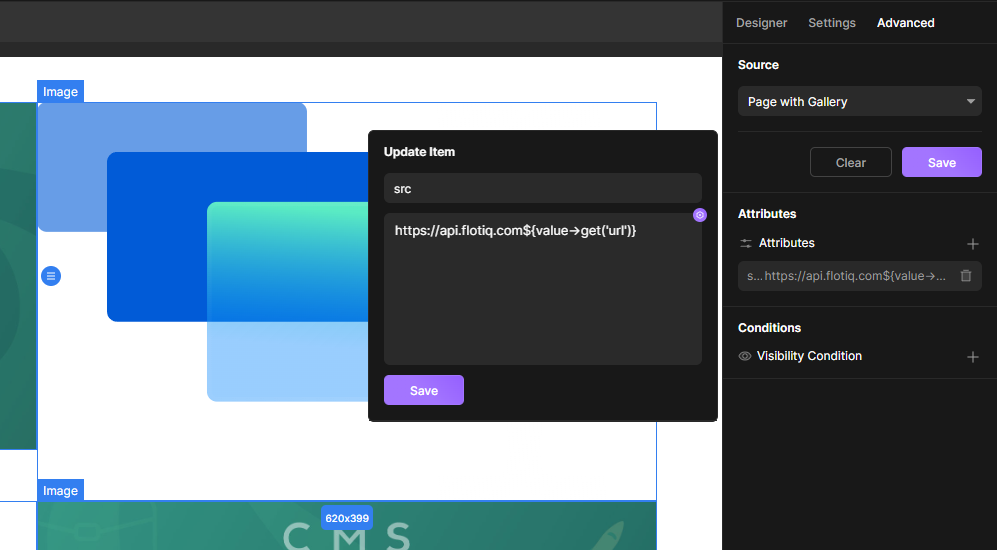 Designer
Settings
Advanced
Source
Page with Gallery
Clear
Save
Attributes
Attributes
s... https://api.flotiq.com${value→...
Conditions
Visibility Condition
Image
Update Item
src
https://api.flotiq.com${value→get('url')}
Save
Image
620x399
CMS